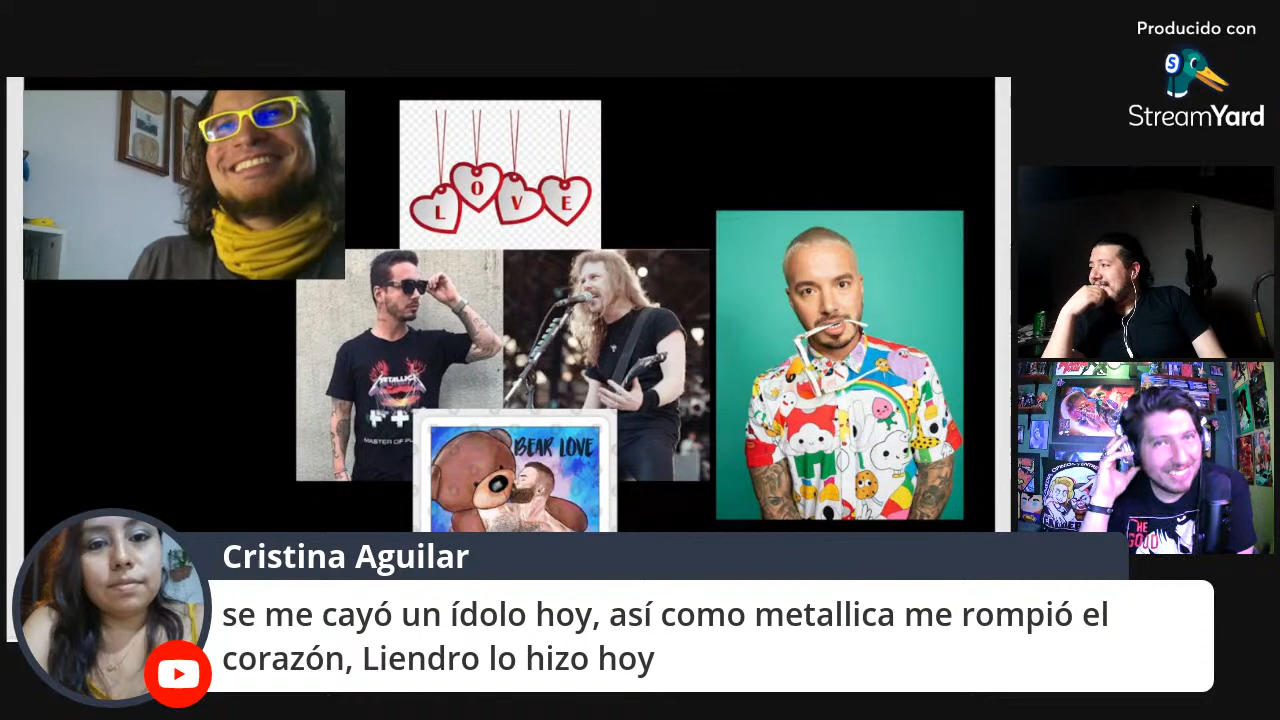 Producido con
StreamYard
L O V E
METALLICA
MASTER OF PU
BEAR LOVE
THE
Cristina Aguilar
se me cayó un ídolo hoy, así como metallica me rompió el
corazón, Liendro lo hizo hoy